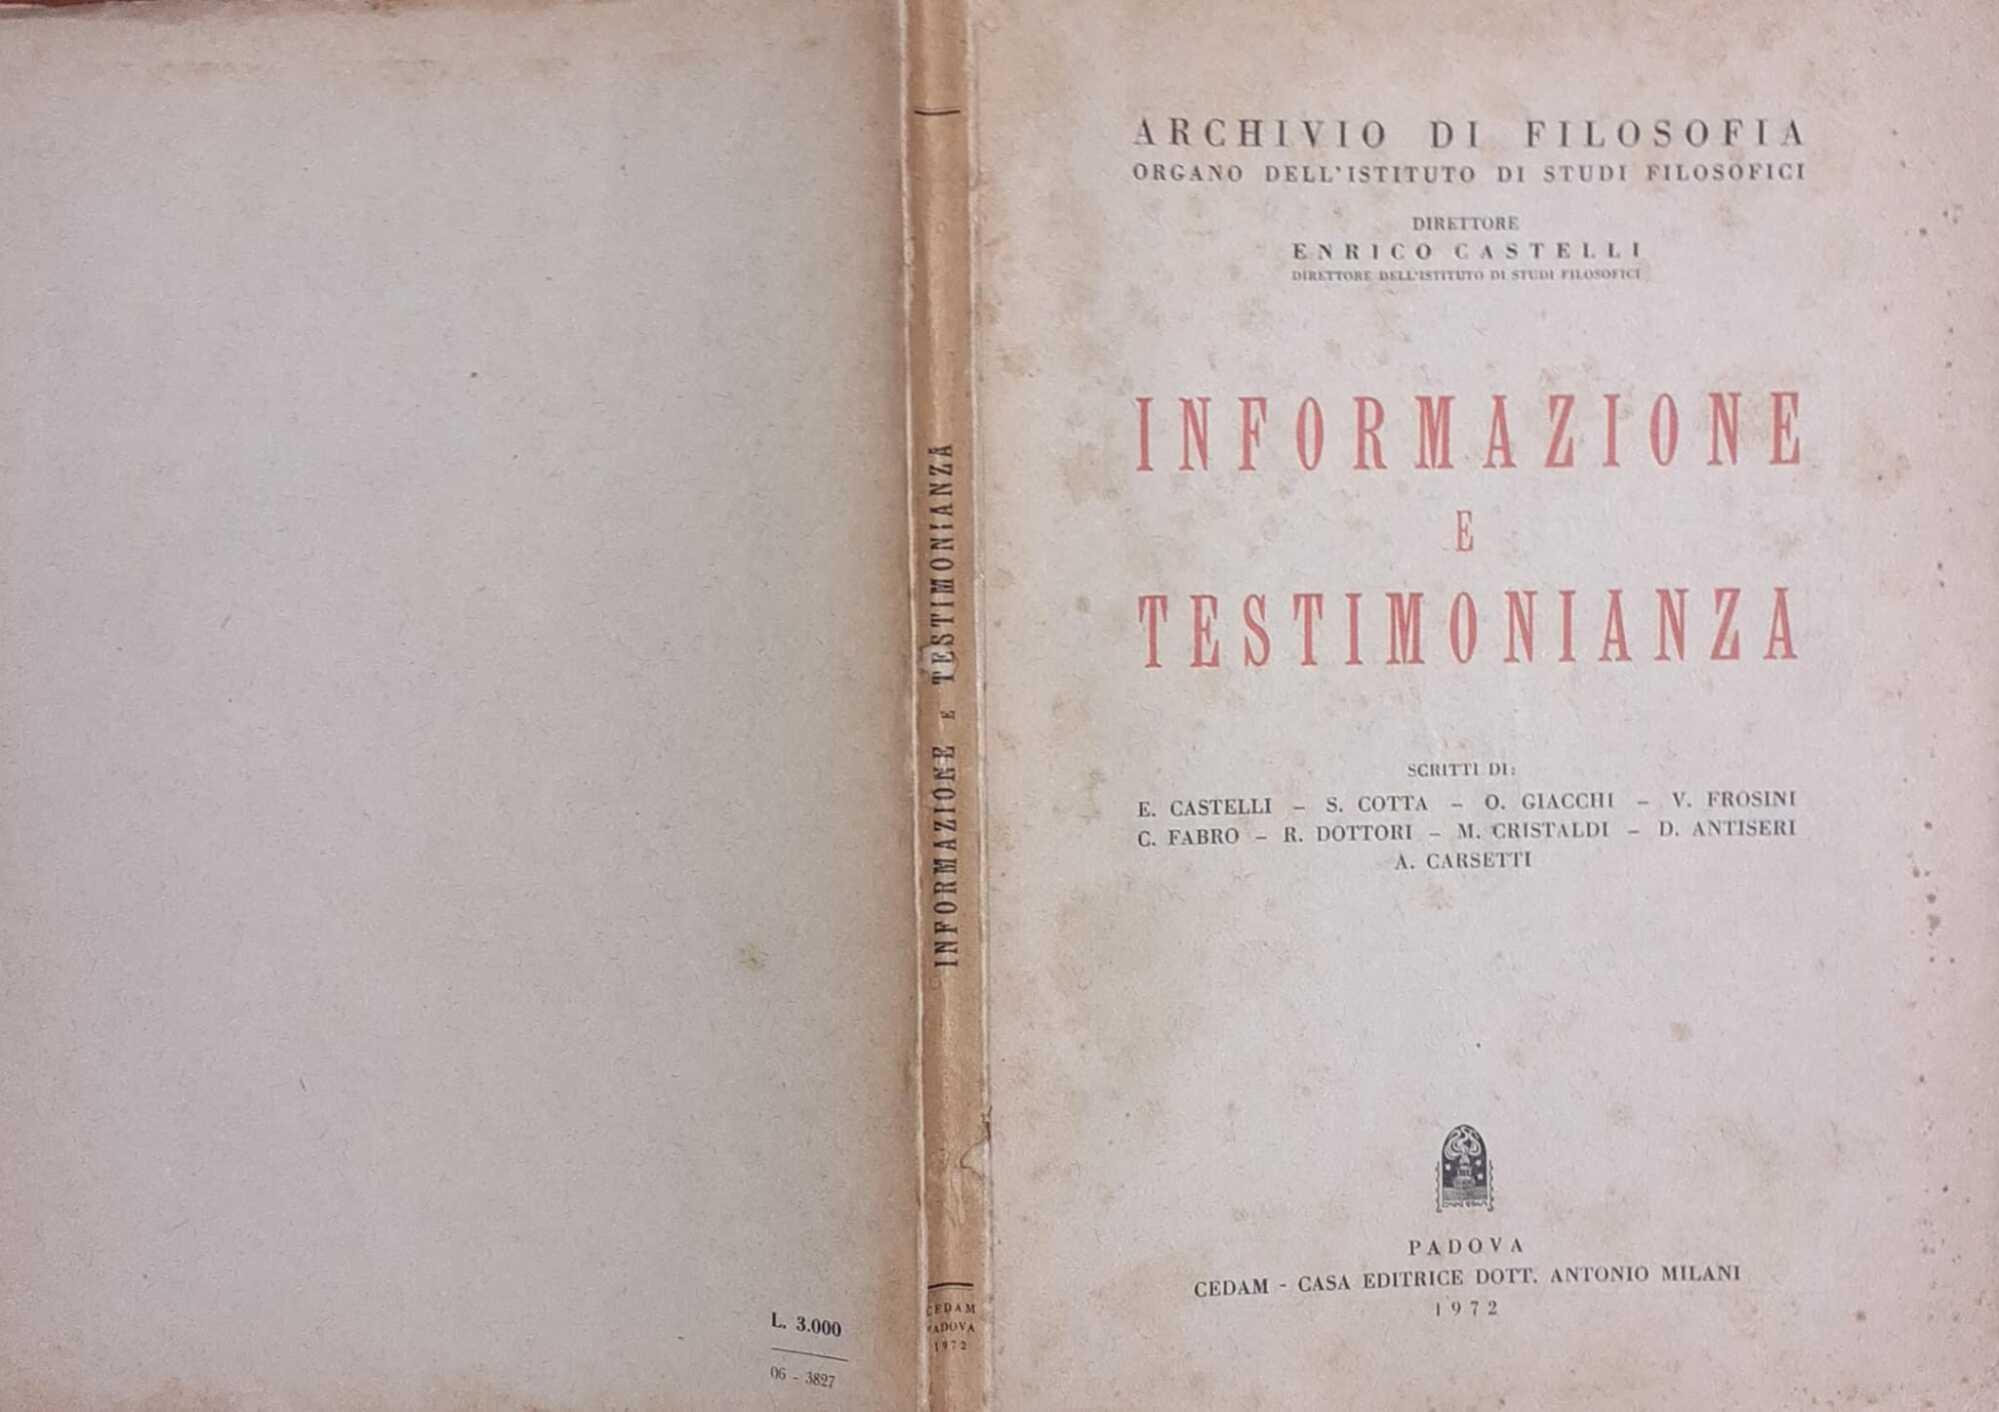 ARCHIVIO DI FILOSOFIA
ORGANO DELL'ISTITUTO DI STUDI FILOSOFICI
DIRETTORE
ENRICO CASTELLI
DIRETTORE DELL'ISTITUTO DI STUDI FILOSOFICI
INFORMAZIONE
E
TESTIMONIANZA
SCRITTI DI:
E. CASTELLI – S. COTTA – O. GIACCHI – V. FROSINI
C. FABRO – R. DOTTORI – M. CRISTALDI – D. ANTISERI
A. CARSETTI
PADOVA
CEDAM - CASA EDITRICE DOTT. ANTONIO MILANI
1972
INFORMAZIONE E TESTIMONIANZA
CEDAM
PADOVA
1972
L. 3.000
06 - 3827